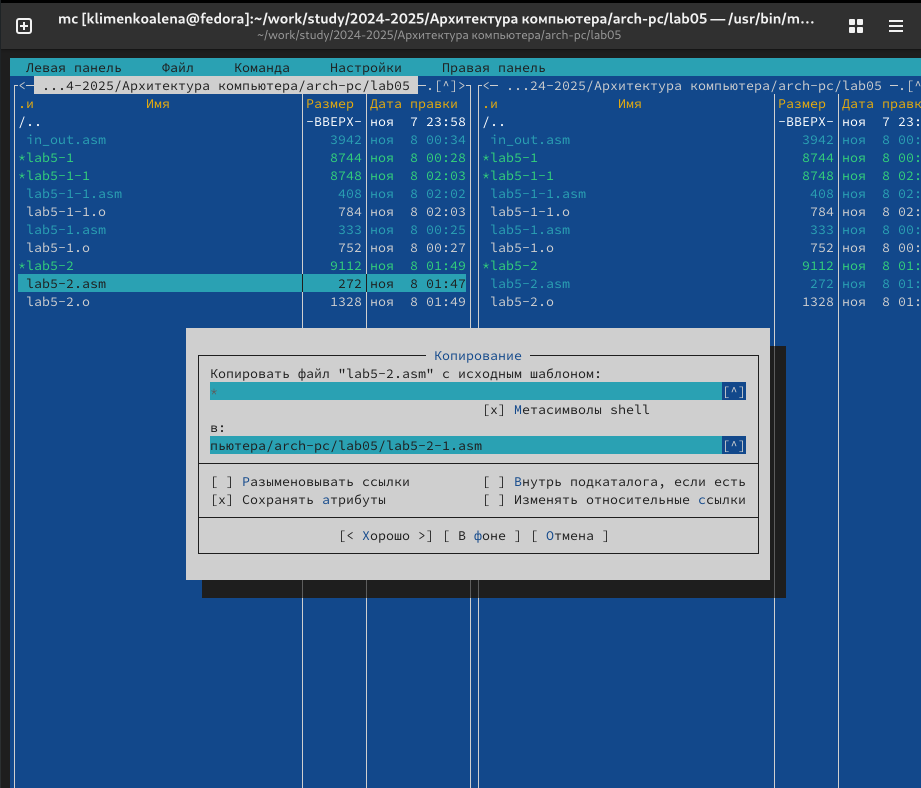 mc [klimenkoalena@fedora]:~/work/study/2024-2025/Архитектура компьютера/arch-pc/lab05 — /usr/bin/m...
~/work/study/2024-2025/Архитектура компьютера/arch-pc/lab05
Левая панель Файл Команда Настройки Правая панель
<— ...4-2025/Архитектура компьютера/arch-pc/lab05 —.[^]> <— ...24-2025/Архитектура компьютера/arch-pc/lab05 —.[^
.и Имя Размер Дата правки .и Имя Размер Дата правк
/.. -ВВЕРХ- ноя 7 23:58 /.. -ВВЕРХ- ноя 7 23:
in_out.asm 3942 ноя 8 00:34 in_out.asm 3942 ноя 8 00:
*lab5-1 8744 ноя 8 00:28 *lab5-1 8744 ноя 8 00:
*lab5-1-1 8748 ноя 8 02:03 *lab5-1-1 8748 ноя 8 02:
lab5-1-1.asm 408 ноя 8 02:02 lab5-1-1.asm 408 ноя 8 02:
lab5-1-1.o 784 ноя 8 02:03 lab5-1-1.o 784 ноя 8 02:
lab5-1.asm 333 ноя 8 00:25 lab5-1.asm 333 ноя 8 00:
lab5-1.o 752 ноя 8 00:27 lab5-1.o 752 ноя 8 00:
*lab5-2 9112 ноя 8 01:49 *lab5-2 9112 ноя 8 01:
lab5-2.asm 272 ноя 8 01:47 lab5-2.asm 272 ноя 8 01:
lab5-2.o 1328 ноя 8 01:49 lab5-2.o 1328 ноя 8 01:
Копирование
Копировать файл "lab5-2.asm" с исходным шаблоном:
* [^]
[x] Метасимволы shell
в:
пьютера/arch-pc/lab05/lab5-2-1.asm [^]
[ ] Разыменовывать ссылки [ ] Внутрь подкаталога, если есть
[x] Сохранять атрибуты [ ] Изменять относительные ссылки
[< Хорошо >] [ В фоне ] [ Отмена ]